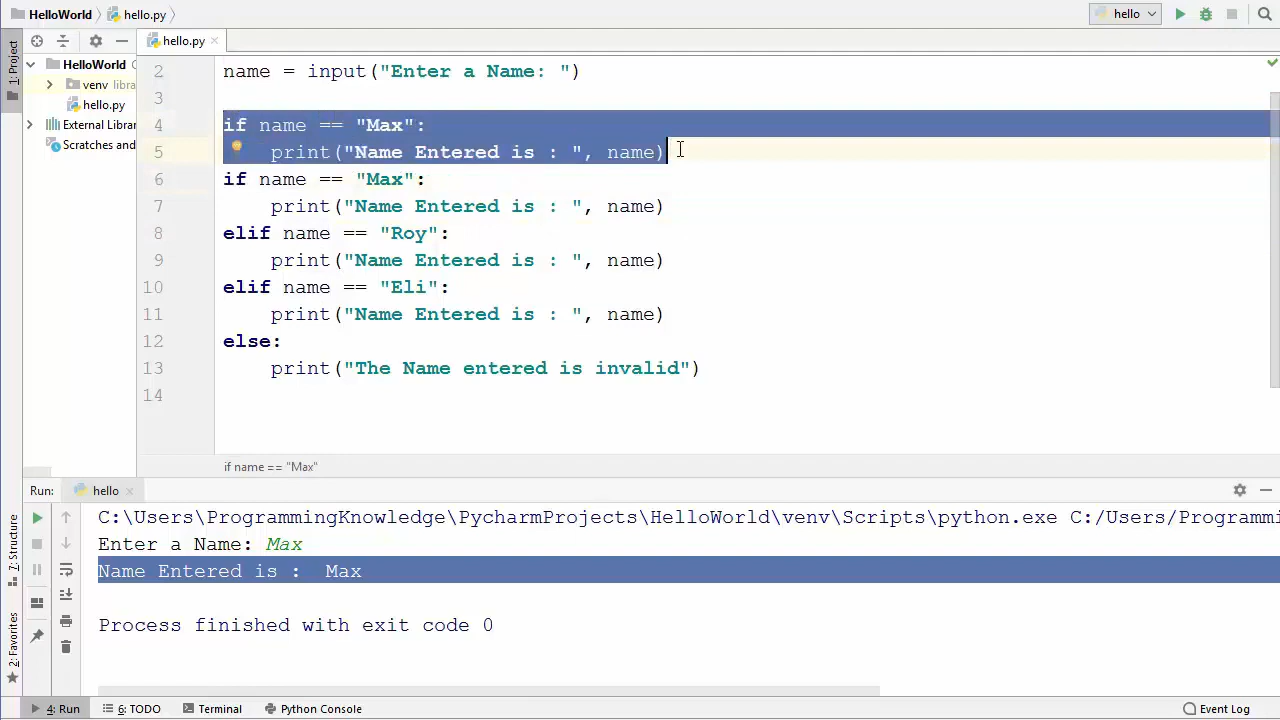 HelloWorld hello.py hello
1: Project hello.py
HelloWorld
venv libra
hello.py
External Librar
Scratches and
2 name = input("Enter a Name: ")
3
4 if name == "Max":
5 print("Name Entered is : ", name)
6 if name == "Max":
7 print("Name Entered is : ", name)
8 elif name == "Roy":
9 print("Name Entered is : ", name)
10 elif name == "Eli":
11 print("Name Entered is : ", name)
12 else:
13 print("The Name entered is invalid")
14
if name == "Max"
Run: hello
C:\Users\ProgrammingKnowledge\PycharmProjects\HelloWorld\venv\Scripts\python.exe C:/Users/Programmi
Enter a Name: Max
Name Entered is :  Max
Process finished with exit code 0
7: Structure
2: Favorites
4: Run 6: TODO Terminal Python Console Event Log